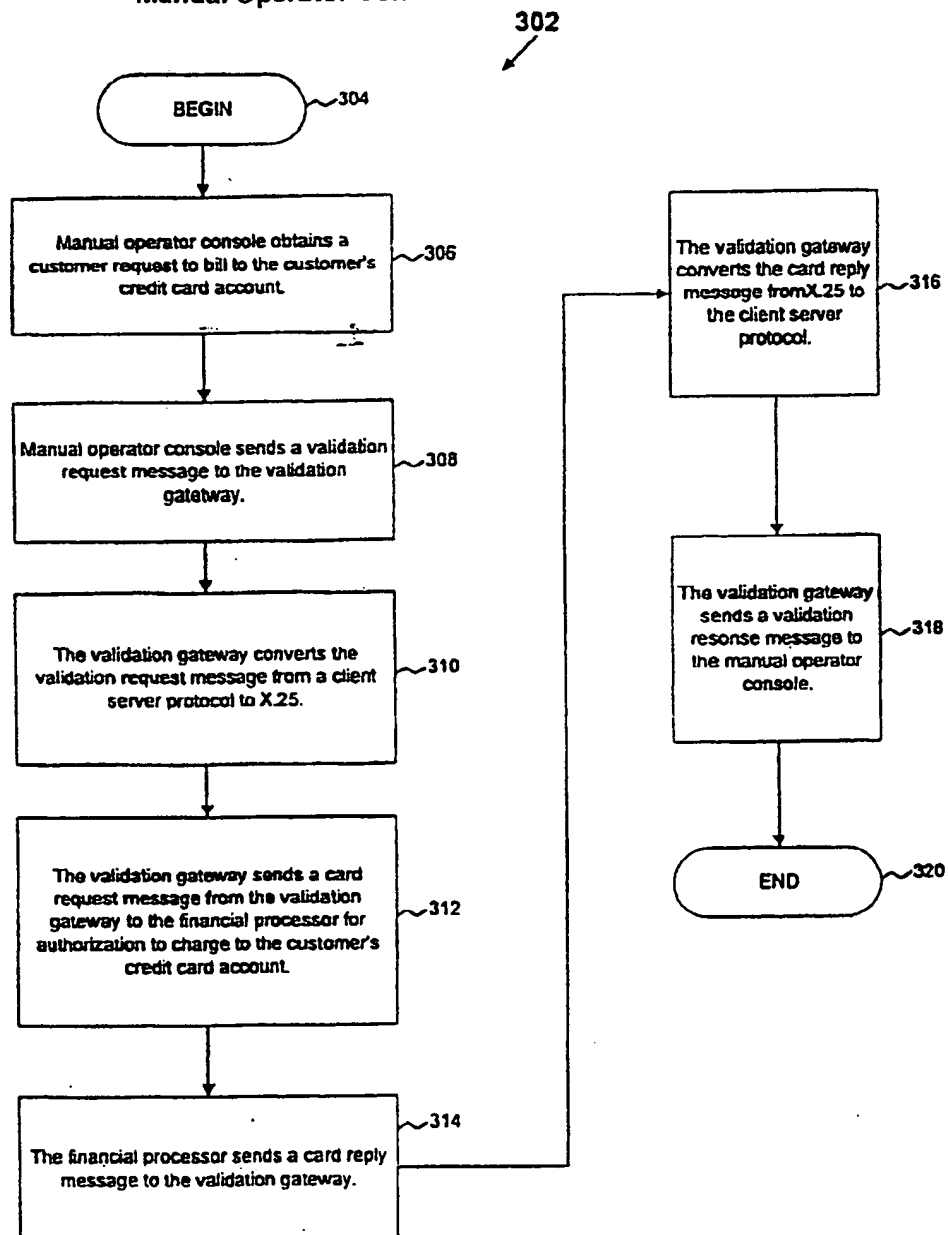 302
BEGIN
304
Manual operator console obtains a
customer request to bill to the customer's
credit card account.
306
Manual operator console sends a validation
request message to the validation
gatetway.
308
The validation gateway converts the
validation request message from a client
server protocol to X.25.
310
The validation gateway sends a card
request message from the validation
gateway to the financial processor for
authorization to charge to the customer's
credit card account.
312
The financial processor sends a card reply
message to the validation gateway.
314
The validation gateway
converts the card reply
message fromX.25 to
the client server
protocol.
316
The validation gateway
sends a validation
resonse message to
the manual operator
console.
318
END
320